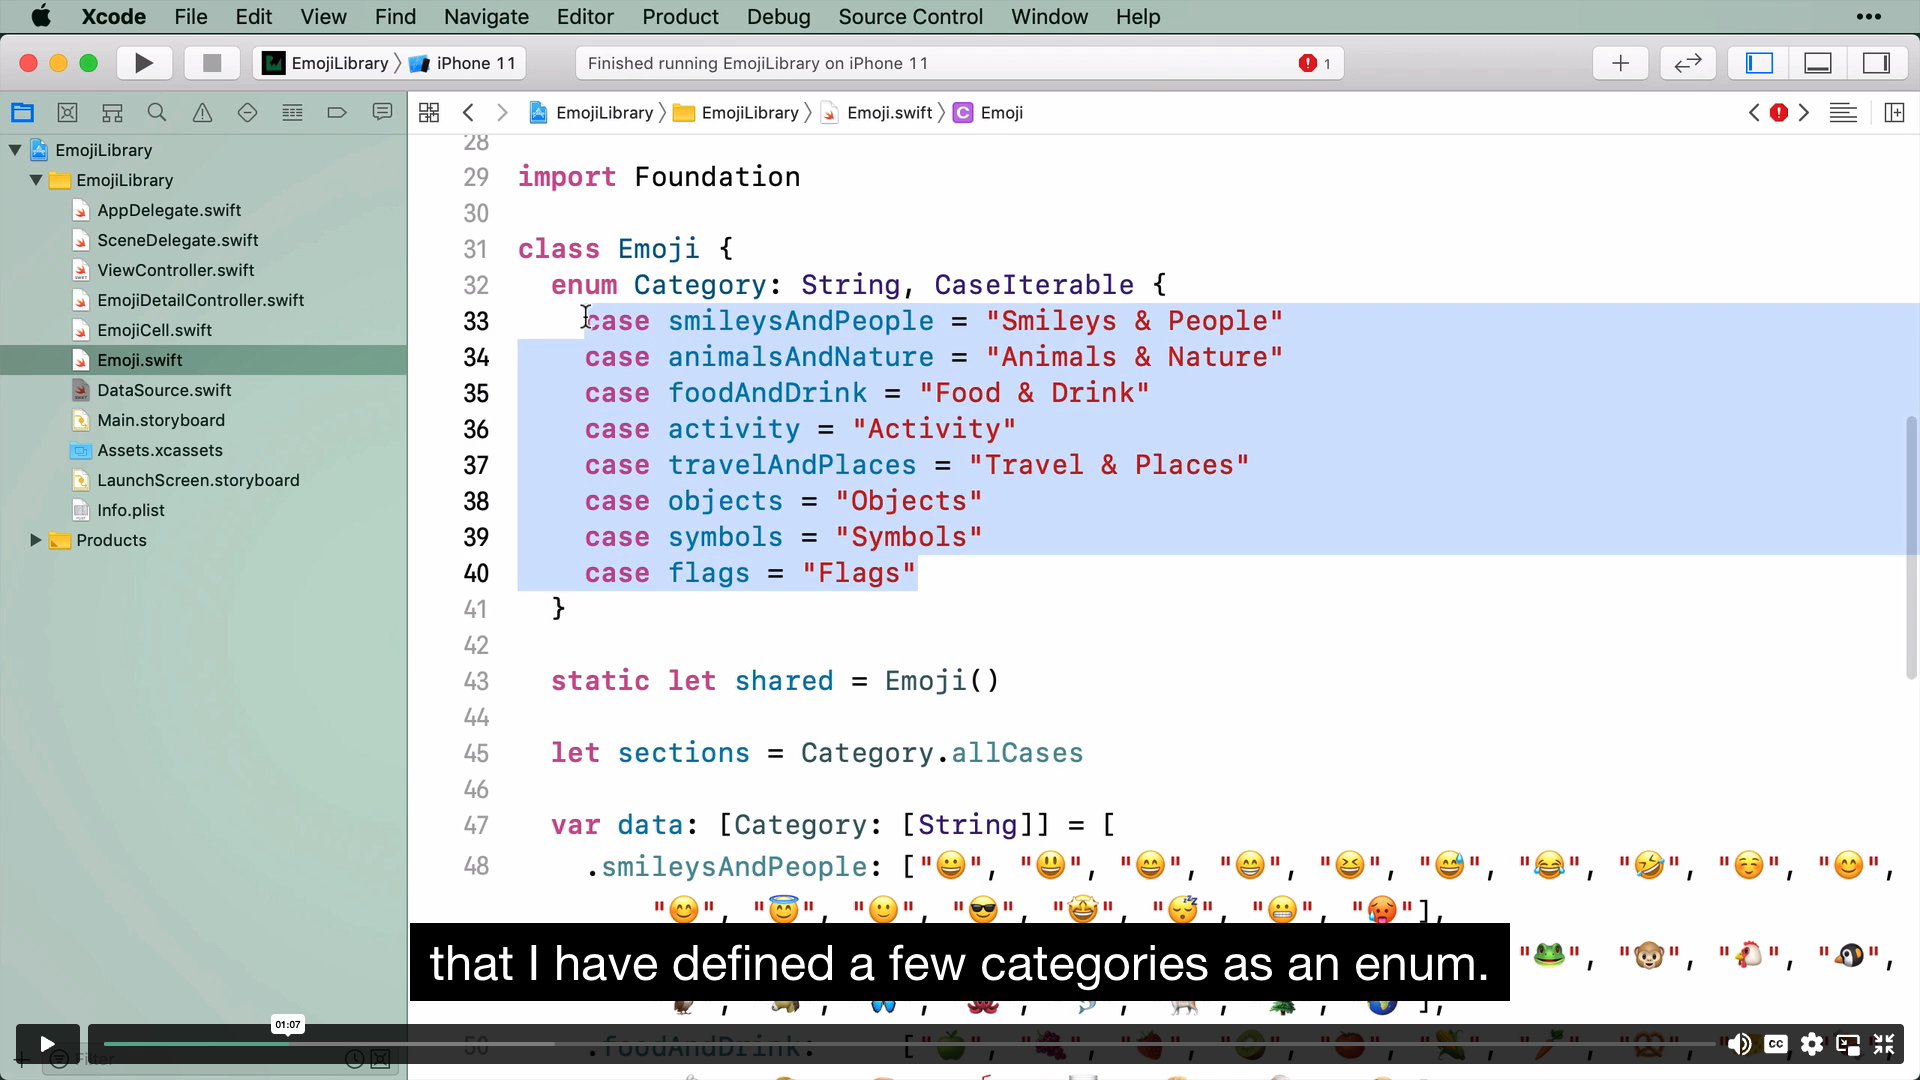 Xcode File Edit View Find Navigate Editor Product Debug Source Control Window Help
EmojiLibrary iPhone 11
Finished running EmojiLibrary on iPhone 11
1
EmojiLibrary EmojiLibrary Emoji.swift C Emoji
EmojiLibrary
EmojiLibrary
AppDelegate.swift
SceneDelegate.swift
ViewController.swift
EmojiDetailController.swift
EmojiCell.swift
Emoji.swift
DataSource.swift
Main.storyboard
Assets.xcassets
LaunchScreen.storyboard
Info.plist
Products
28
29 import Foundation
30
31 class Emoji {
32 enum Category: String, CaseIterable {
33 case smileysAndPeople = "Smileys & People"
34 case animalsAndNature = "Animals & Nature"
35 case foodAndDrink = "Food & Drink"
36 case activity = "Activity"
37 case travelAndPlaces = "Travel & Places"
38 case objects = "Objects"
39 case symbols = "Symbols"
40 case flags = "Flags"
41 }
42
43 static let shared = Emoji()
44
45 let sections = Category.allCases
46
47 var data: [Category: [String]] = [
48 .smileysAndPeople: ["😀", "😃", "😄", "😁", "😆", "😅", "😂", "🤣", "☺️", "😊",
"😊", "😇", "🙂", "😎", "🤩", "😴", "😬", "🥵"],
"🐸", "🐵", "🐔", "🐧",
that I have defined a few categories as an enum.
01:07
50 .foodAndDrink: ["🍏", "🍇", "🍓", "🥝", "🍅", "🌽", "🥕", "🥨",
Filter
CC